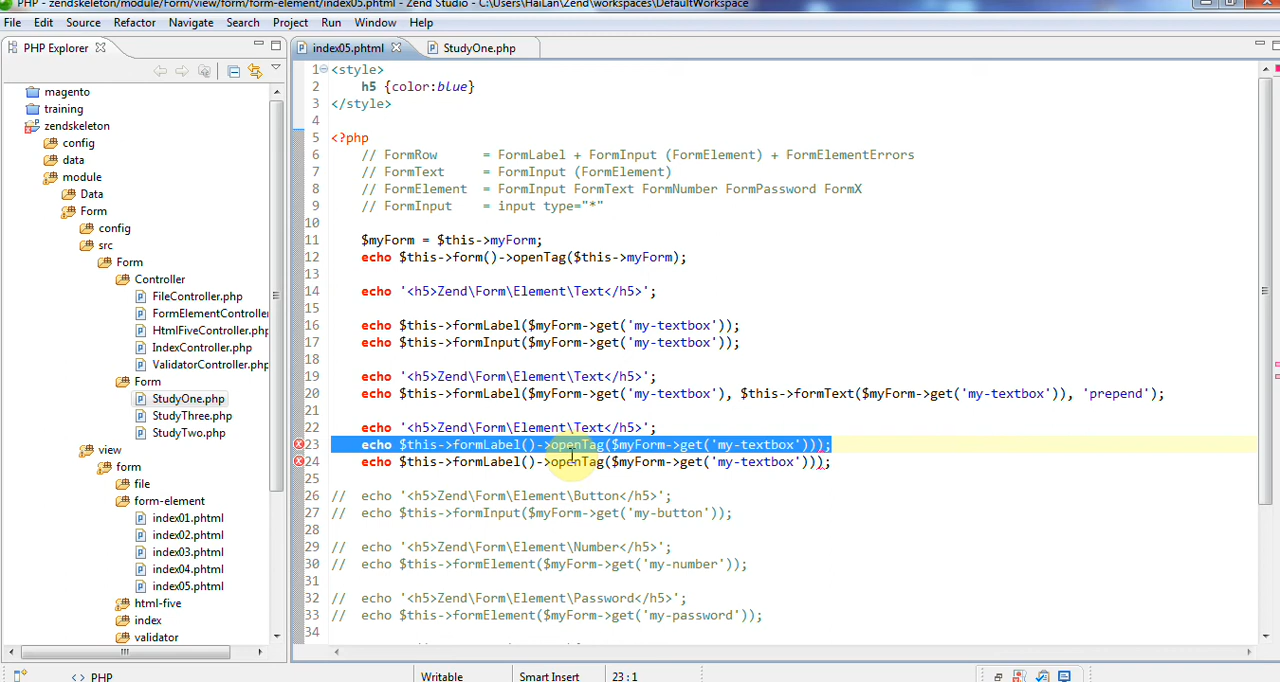 PHP - zendskeleton/module/Form/view/form/form-element/index05.phtml - Zend Studio - C:\Users\HaiLan\Zend\workspaces\DefaultWorkspace
File Edit Source Refactor Navigate Search Project Run Window Help
PHP Explorer
index05.phtml StudyOne.php
magento
training
zendskeleton
config
data
module
Data
Form
config
src
Form
Controller
FileController.php
FormElementController
HtmlFiveController.php
IndexController.php
ValidatorController.php
Form
StudyOne.php
StudyThree.php
StudyTwo.php
view
form
file
form-element
index01.phtml
index02.phtml
index03.phtml
index04.phtml
index05.phtml
html-five
index
validator
1 <style>
2 h5 {color:blue}
3 </style>
4
5 <?php
6 // FormRow = FormLabel + FormInput (FormElement) + FormElementErrors
7 // FormText = FormInput (FormElement)
8 // FormElement = FormInput FormText FormNumber FormPassword FormX
9 // FormInput = input type="*"
10
11 $myForm = $this->myForm;
12 echo $this->form()->openTag($this->myForm);
13
14 echo '<h5>Zend\Form\Element\Text</h5>';
15
16 echo $this->formLabel($myForm->get('my-textbox'));
17 echo $this->formInput($myForm->get('my-textbox'));
18
19 echo '<h5>Zend\Form\Element\Text</h5>';
20 echo $this->formLabel($myForm->get('my-textbox'), $this->formText($myForm->get('my-textbox')), 'prepend');
21
22 echo '<h5>Zend\Form\Element\Text</h5>';
23 echo $this->formLabel()->openTag($myForm->get('my-textbox')));
24 echo $this->formLabel()->openTag($myForm->get('my-textbox')));
25
26 // echo '<h5>Zend\Form\Element\Button</h5>';
27 // echo $this->formInput($myForm->get('my-button'));
28
29 // echo '<h5>Zend\Form\Element\Number</h5>';
30 // echo $this->formElement($myForm->get('my-number'));
31
32 // echo '<h5>Zend\Form\Element\Password</h5>';
33 // echo $this->formElement($myForm->get('my-password'));
34
<> PHP Writable Smart Insert 23 : 1